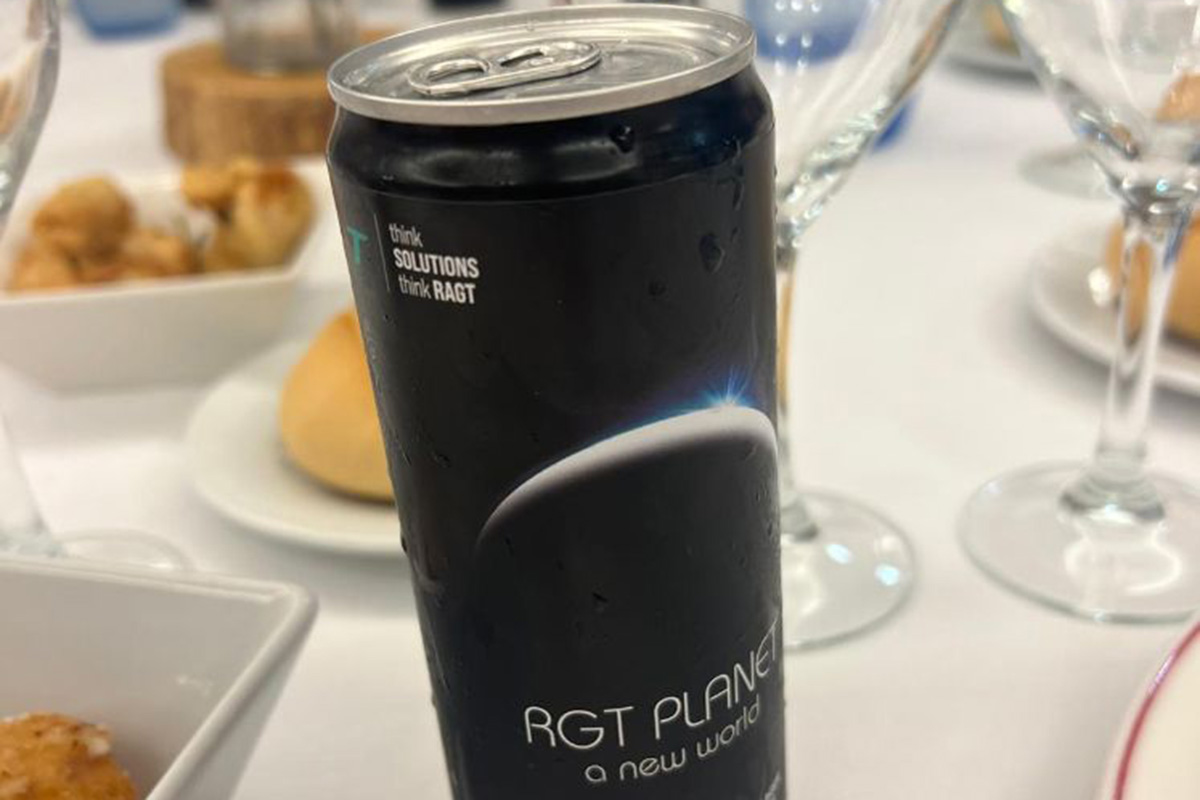 T
think
SOLUTIONS
think RAGT
RGT PLANET
a new world